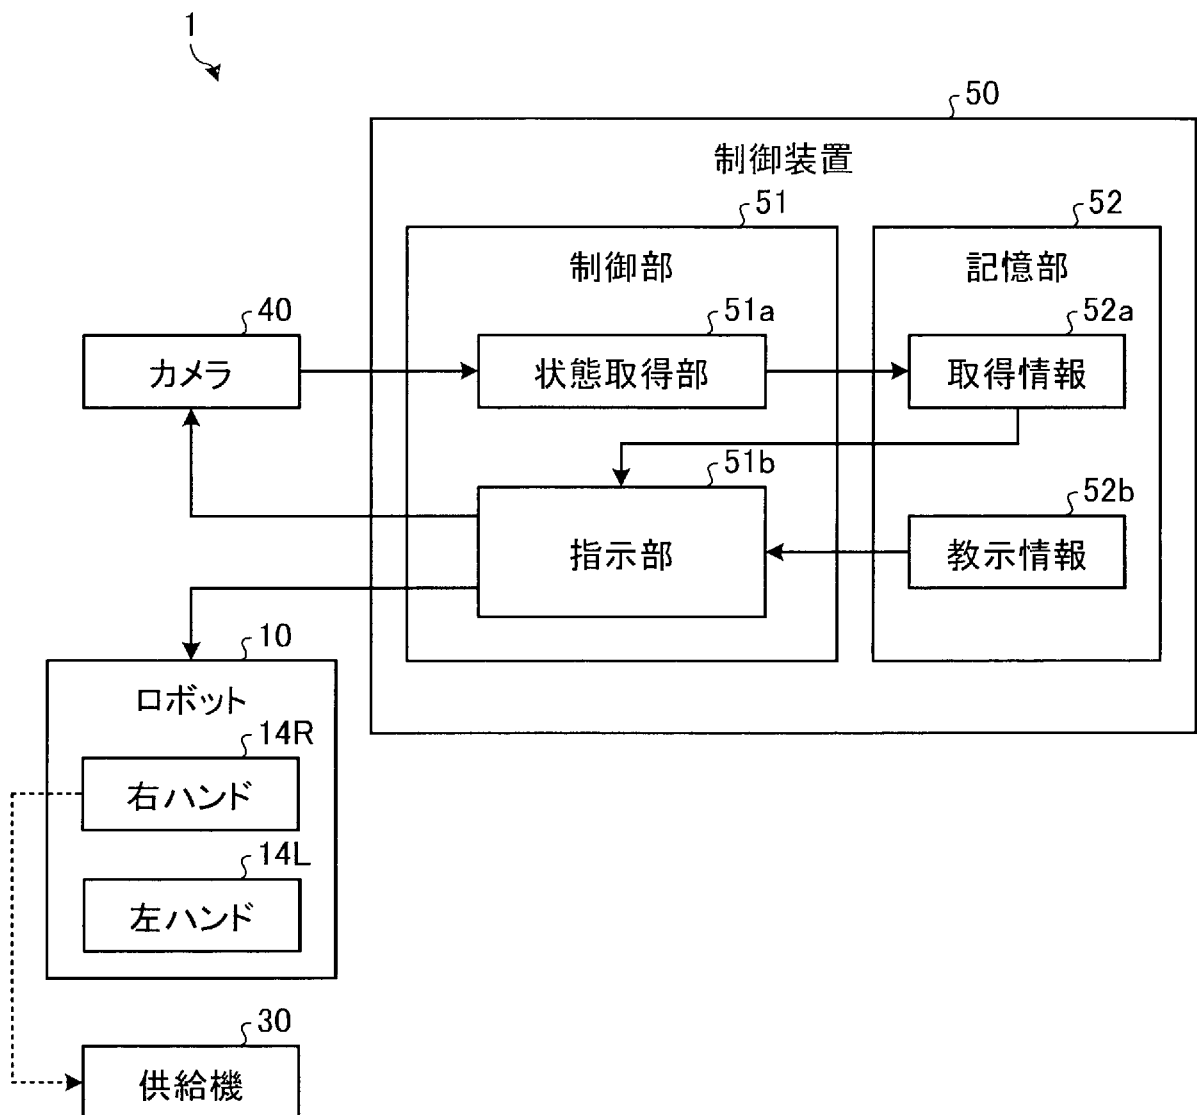 1
50
制御装置
51
52
制御部
記憶部
40
51a
52a
カメラ
状態取得部
取得情報
51b
52b
指示部
教示情報
10
ロボット
14R
右ハンド
14L
左ハンド
30
供給機